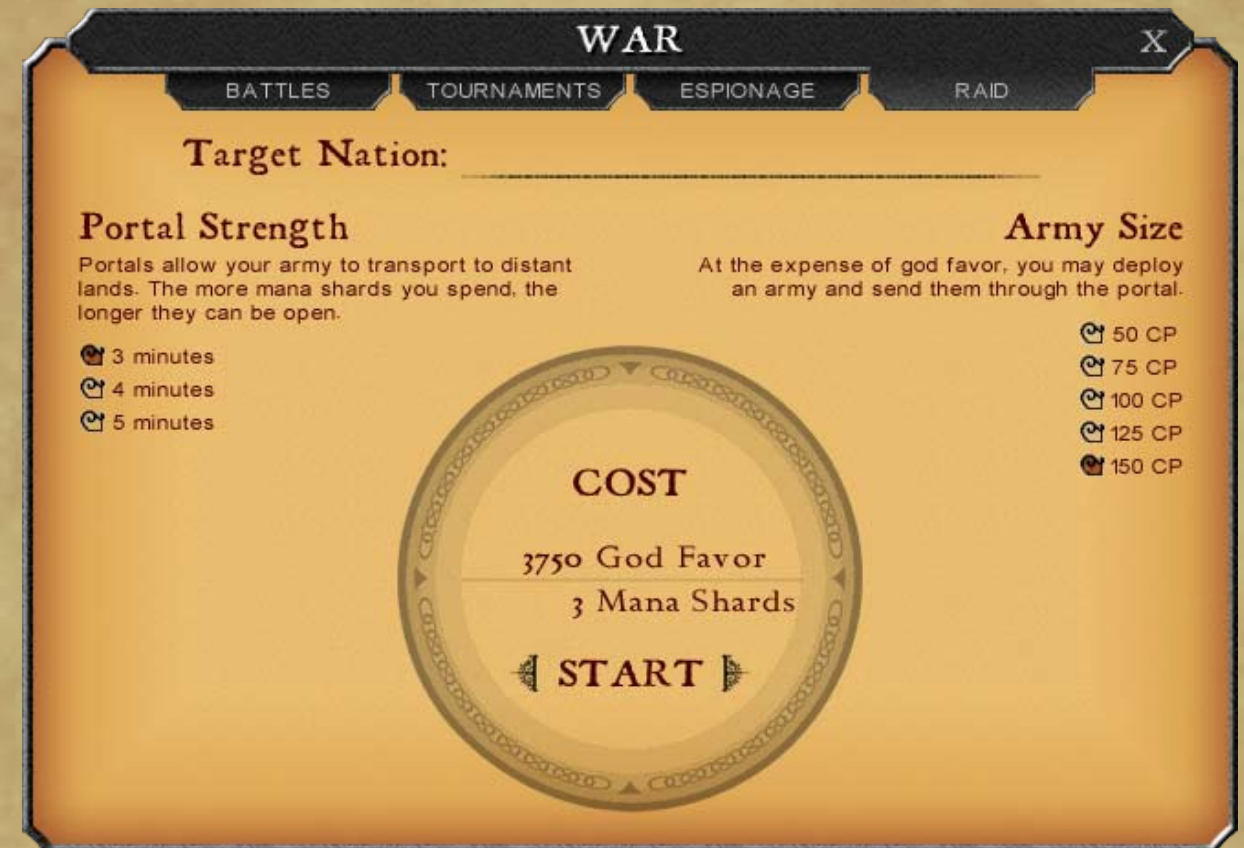 WAR
X
BATTLES
TOURNAMENTS
ESPIONAGE
RAID
Target Nation:
Portal Strength
Portals allow your army to transport to distant
lands. The more mana shards you spend, the
longer they can be open.
3 minutes
4 minutes
5 minutes
Army Size
At the expense of god favor, you may deploy
an army and send them through the portal.
50 CP
75 CP
100 CP
125 CP
150 CP
COST
3750 God Favor
3 Mana Shards
START